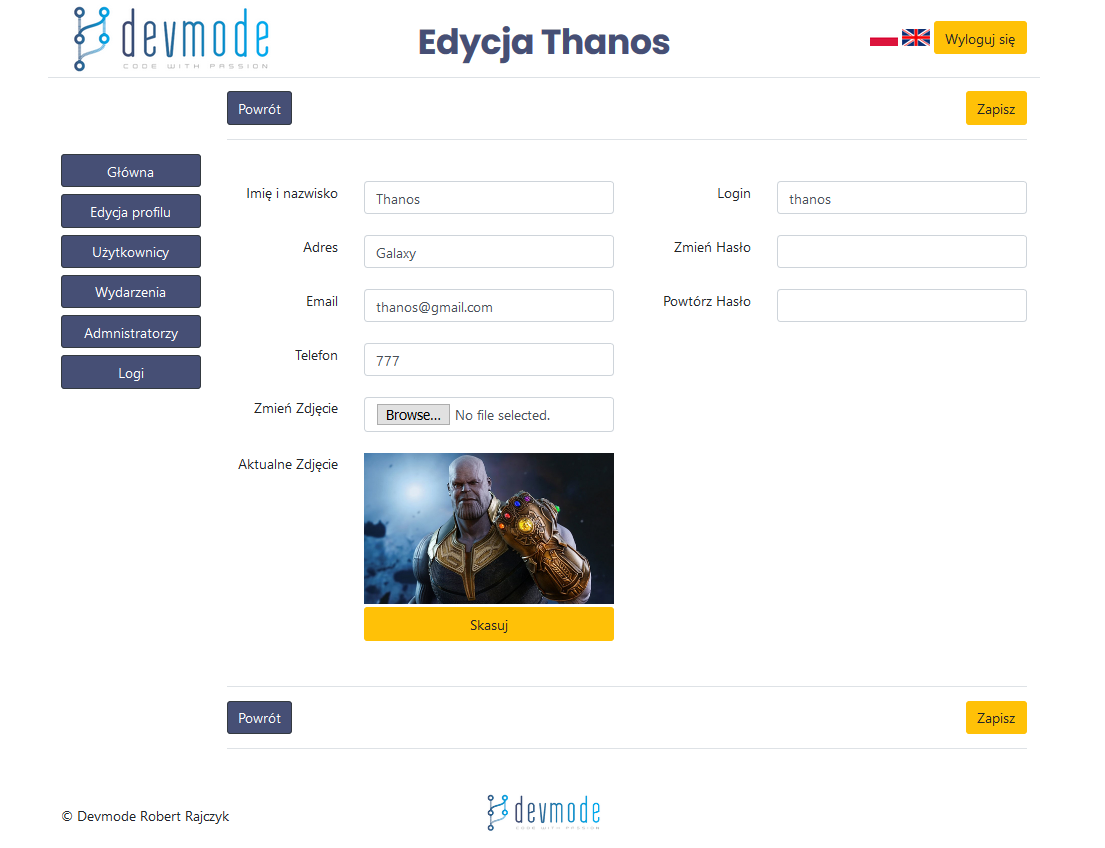 devmode
CODE WITH PASSION
Edycja Thanos
Wyloguj się
Powrót
Zapisz
Główna
Edycja profilu
Użytkownicy
Wydarzenia
Admnistratorzy
Logi
Imię i nazwisko
Thanos
Login
thanos
Adres
Galaxy
Zmień Hasło
Email
thanos@gmail.com
Powtórz Hasło
Telefon
777
Zmień Zdjęcie
Browse... No file selected.
Aktualne Zdjęcie
Skasuj
Powrót
Zapisz
© Devmode Robert Rajczyk
devmode
CODE WITH PASSION